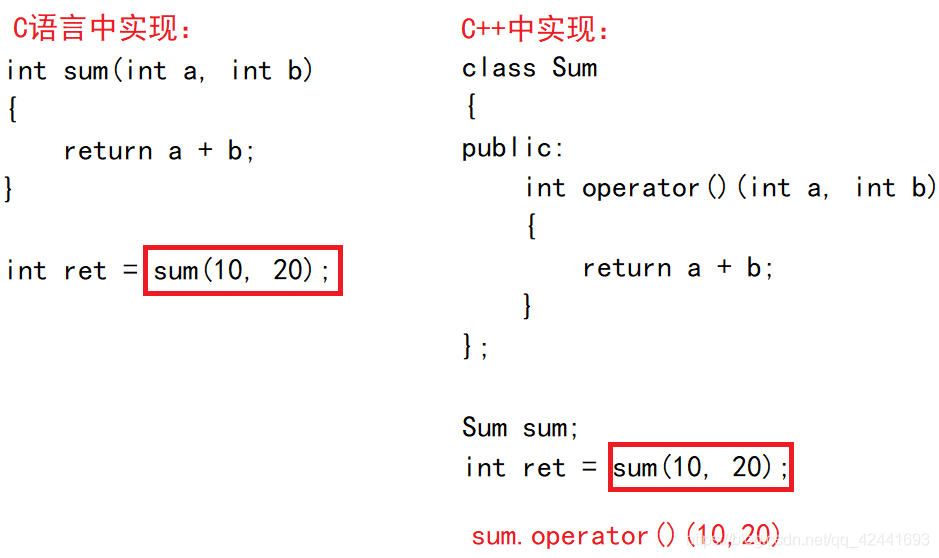 C语言中实现：
int sum(int a, int b)
{
    return a + b;
}
int ret = sum(10, 20);
C++中实现：
class Sum
{
public:
    int operator()(int a, int b)
    {
        return a + b;
    }
};
Sum sum;
int ret = sum(10, 20);
sum.operator()(10,20)
https://blog.csdn.net/qq_42441693